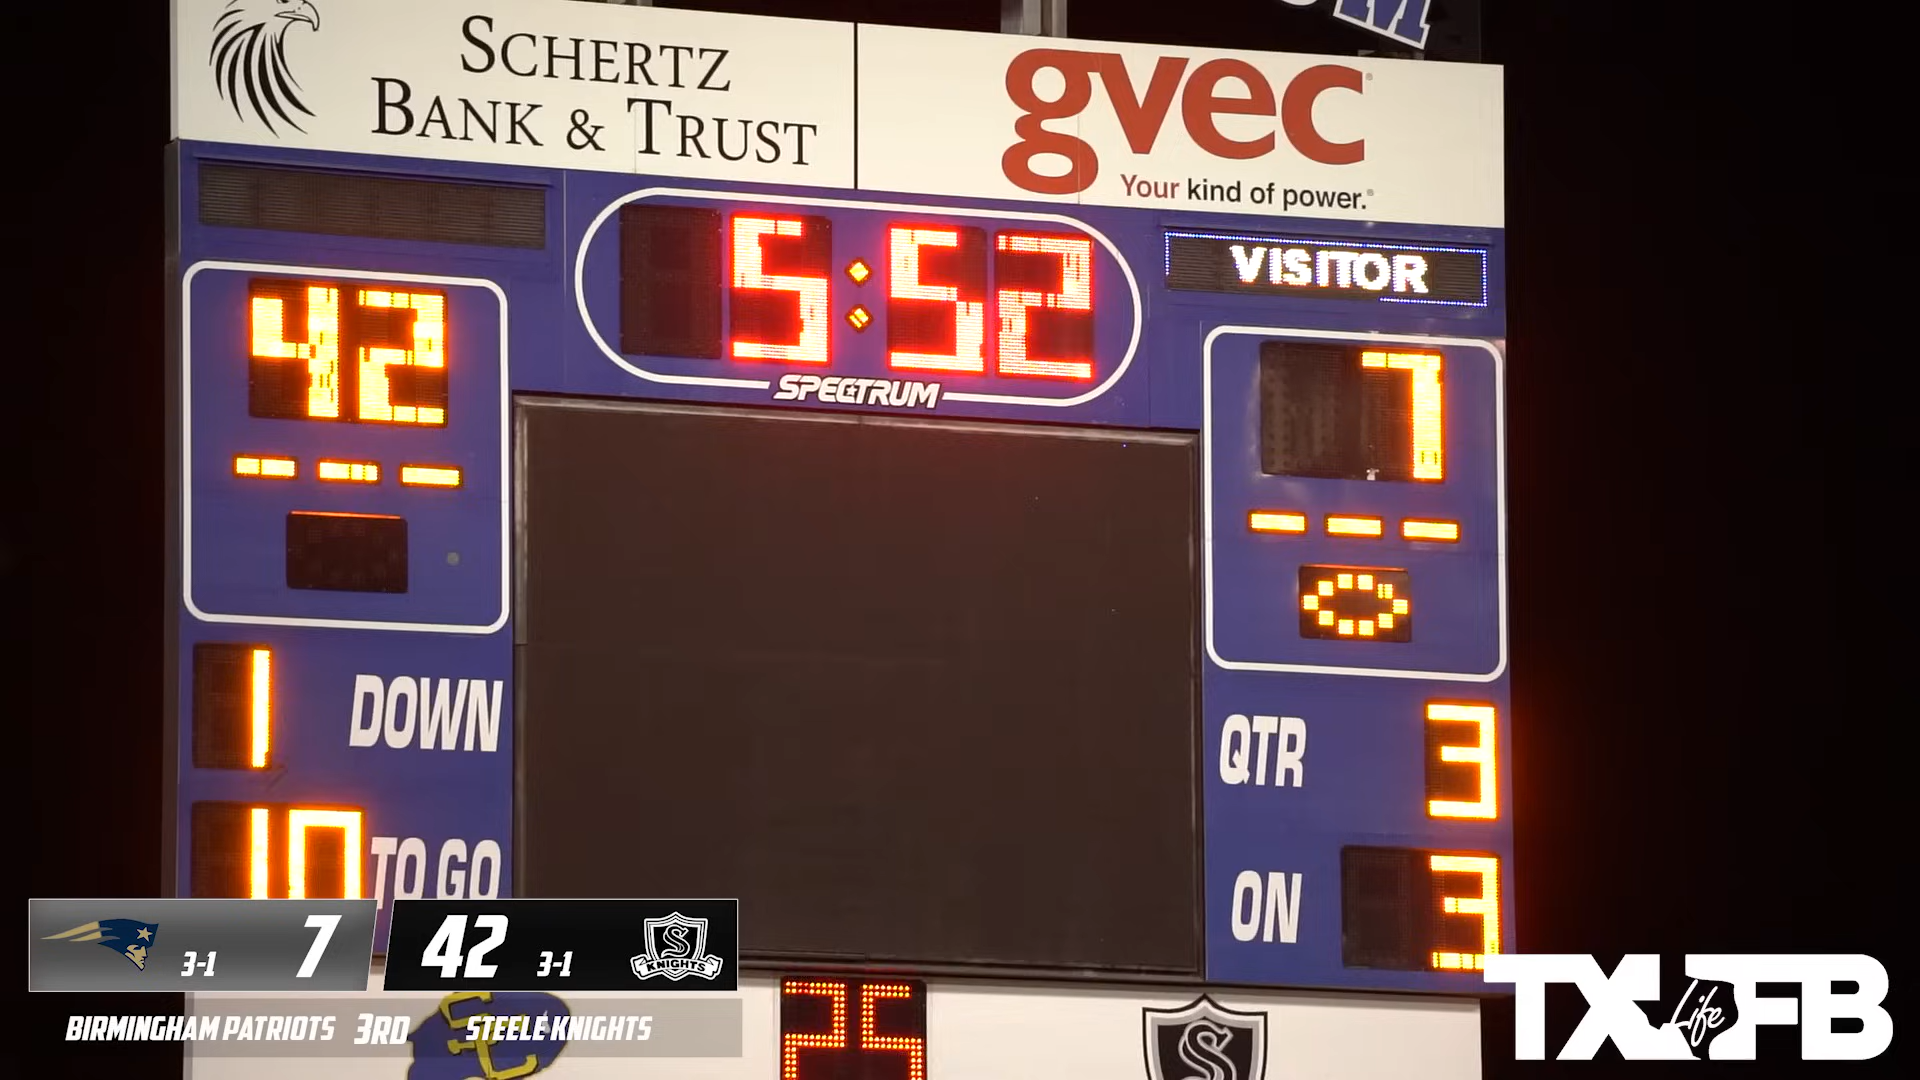 SCHERTZ
BANK & TRUST
gvec
Your kind of power.
5:52
SPECTRUM
VISITOR
42
7
0
1 DOWN
10 TO GO
QTR 3
ON 3
3-1 7
42 3-1
S
KNIGHTS
BIRMINGHAM PATRIOTS 3RD STEELE KNIGHTS
SC
25
S
TX Life FB